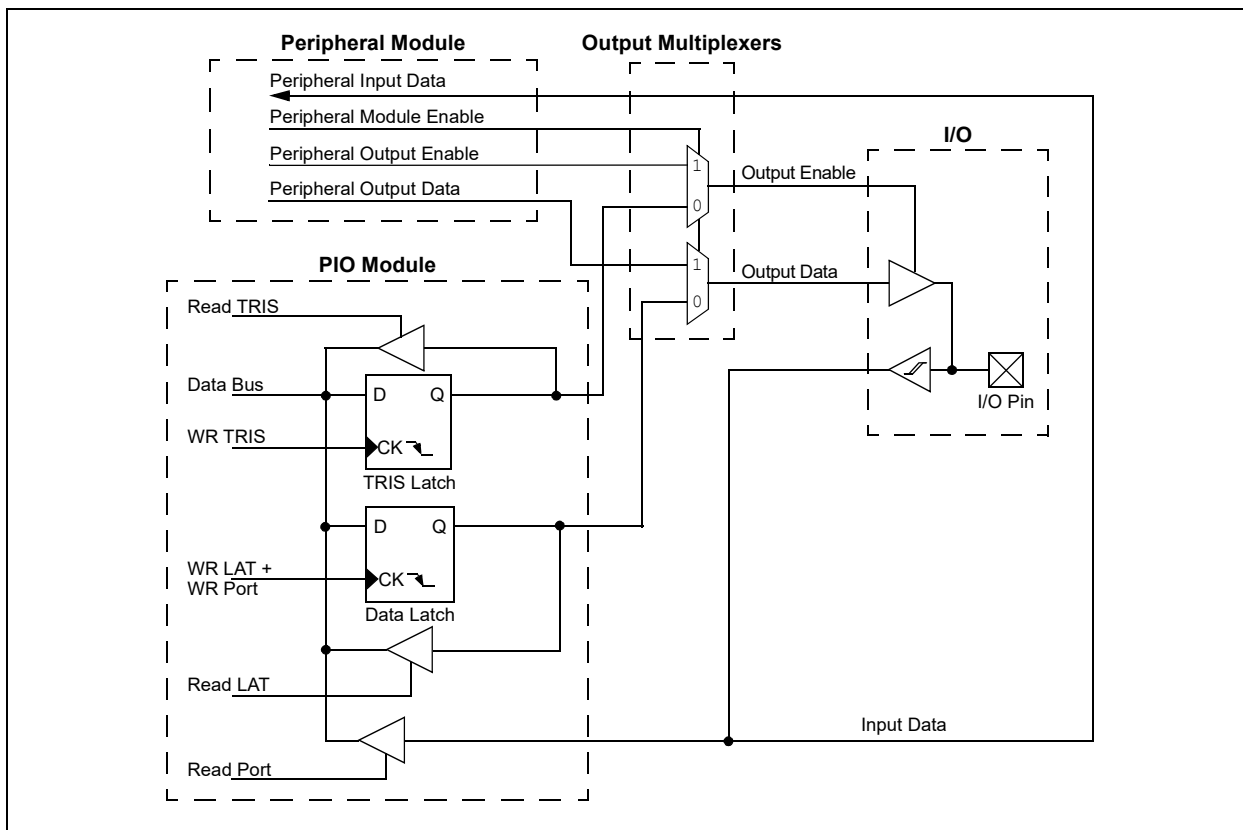 Peripheral Module
Output Multiplexers
Peripheral Input Data
Peripheral Module Enable
Peripheral Output Enable
Peripheral Output Data
1
0
Output Enable
I/O
1
0
Output Data
I/O Pin
PIO Module
Read TRIS
Data Bus
D Q
WR TRIS
CK
TRIS Latch
D Q
WR LAT +
WR Port
CK
Data Latch
Read LAT
Input Data
Read Port